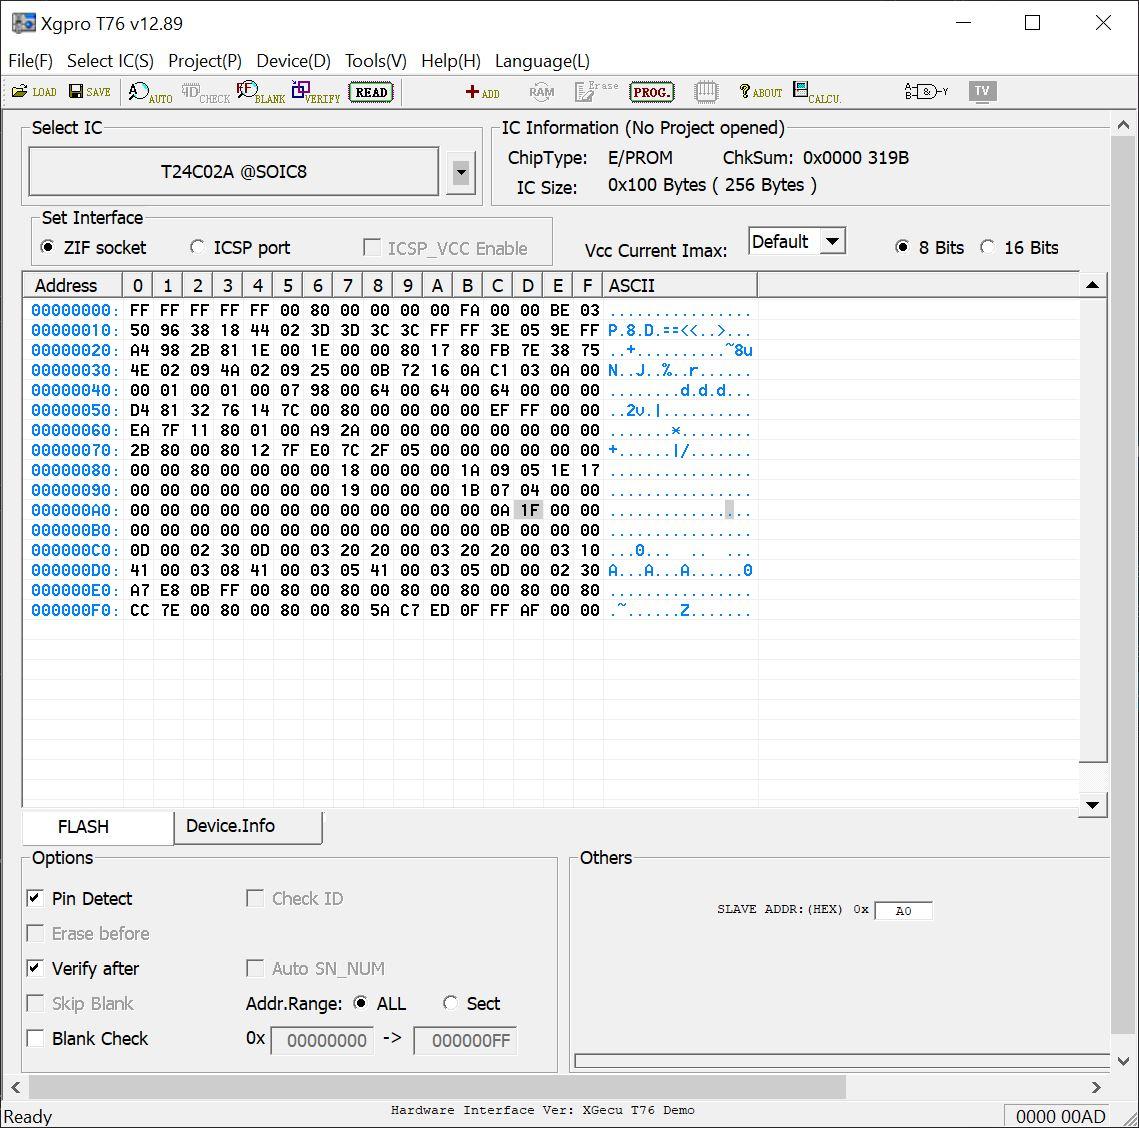 Xgpro T76 v12.89
File(F) Select IC(S) Project(P) Device(D) Tools(V) Help(H) Language(L)
LOAD SAVE AUTO CHECK BLANK VERIFY READ ADD RAM Erase PROG. ABOUT CALCU. TV
Select IC
T24C02A @SOIC8
IC Information (No Project opened)
ChipType: E/PROM ChkSum: 0x0000 319B
IC Size: 0x100 Bytes ( 256 Bytes )
Set Interface
ZIF socket ICSP port ICSP_VCC Enable
Vcc Current Imax: Default 8 Bits 16 Bits
Address 0 1 2 3 4 5 6 7 8 9 A B C D E F ASCII
00000000: FF FF FF FF FF 00 80 00 00 00 00 FA 00 00 BE 03 ................
00000010: 50 96 38 18 44 02 3D 3D 3C 3C FF FF 3E 05 9E FF P.8.D.==<<..>...
00000020: A4 98 2B 81 1E 00 1E 00 00 80 17 80 FB 7E 38 75 ..+..........~8u
00000030: 4E 02 09 4A 02 09 25 00 0B 72 16 0A C1 03 0A 00 N..J..%..r......
00000040: 00 01 00 01 00 07 98 00 64 00 64 00 64 00 00 00 ........d.d.d...
00000050: D4 81 32 76 14 7C 00 80 00 00 00 00 EF FF 00 00 ..2v.|..........
00000060: EA 7F 11 80 01 00 A9 2A 00 00 00 00 00 00 00 00 .......*........
00000070: 2B 80 00 80 12 7F E0 7C 2F 05 00 00 00 00 00 00 +......|/.......
00000080: 00 00 80 00 00 00 00 18 00 00 00 1A 09 05 1E 17 ................
00000090: 00 00 00 00 00 00 00 19 00 00 00 1B 07 04 00 00 ................
000000A0: 00 00 00 00 00 00 00 00 00 00 00 00 0A 1F 00 00 ................
000000B0: 00 00 00 00 00 00 00 00 00 00 00 00 0B 00 00 00 ................
000000C0: 0D 00 02 30 0D 00 03 20 20 00 03 20 20 00 03 10 ...0...  ..  ...
000000D0: 41 00 03 08 41 00 03 05 41 00 03 05 0D 00 02 30 A...A...A......0
000000E0: A7 E8 0B FF 00 80 00 80 00 80 00 80 00 80 00 80 ................
000000F0: CC 7E 00 80 00 80 00 80 5A C7 ED 0F FF AF 00 00 .~......Z.......
FLASH Device.Info
Options
Pin Detect Check ID
Erase before
Verify after Auto SN_NUM
Skip Blank Addr.Range: ALL Sect
Blank Check 0x 00000000 -> 000000FF
Others
SLAVE ADDR:(HEX) 0x A0
Ready Hardware Interface Ver: XGecu T76 Demo 0000 00AD